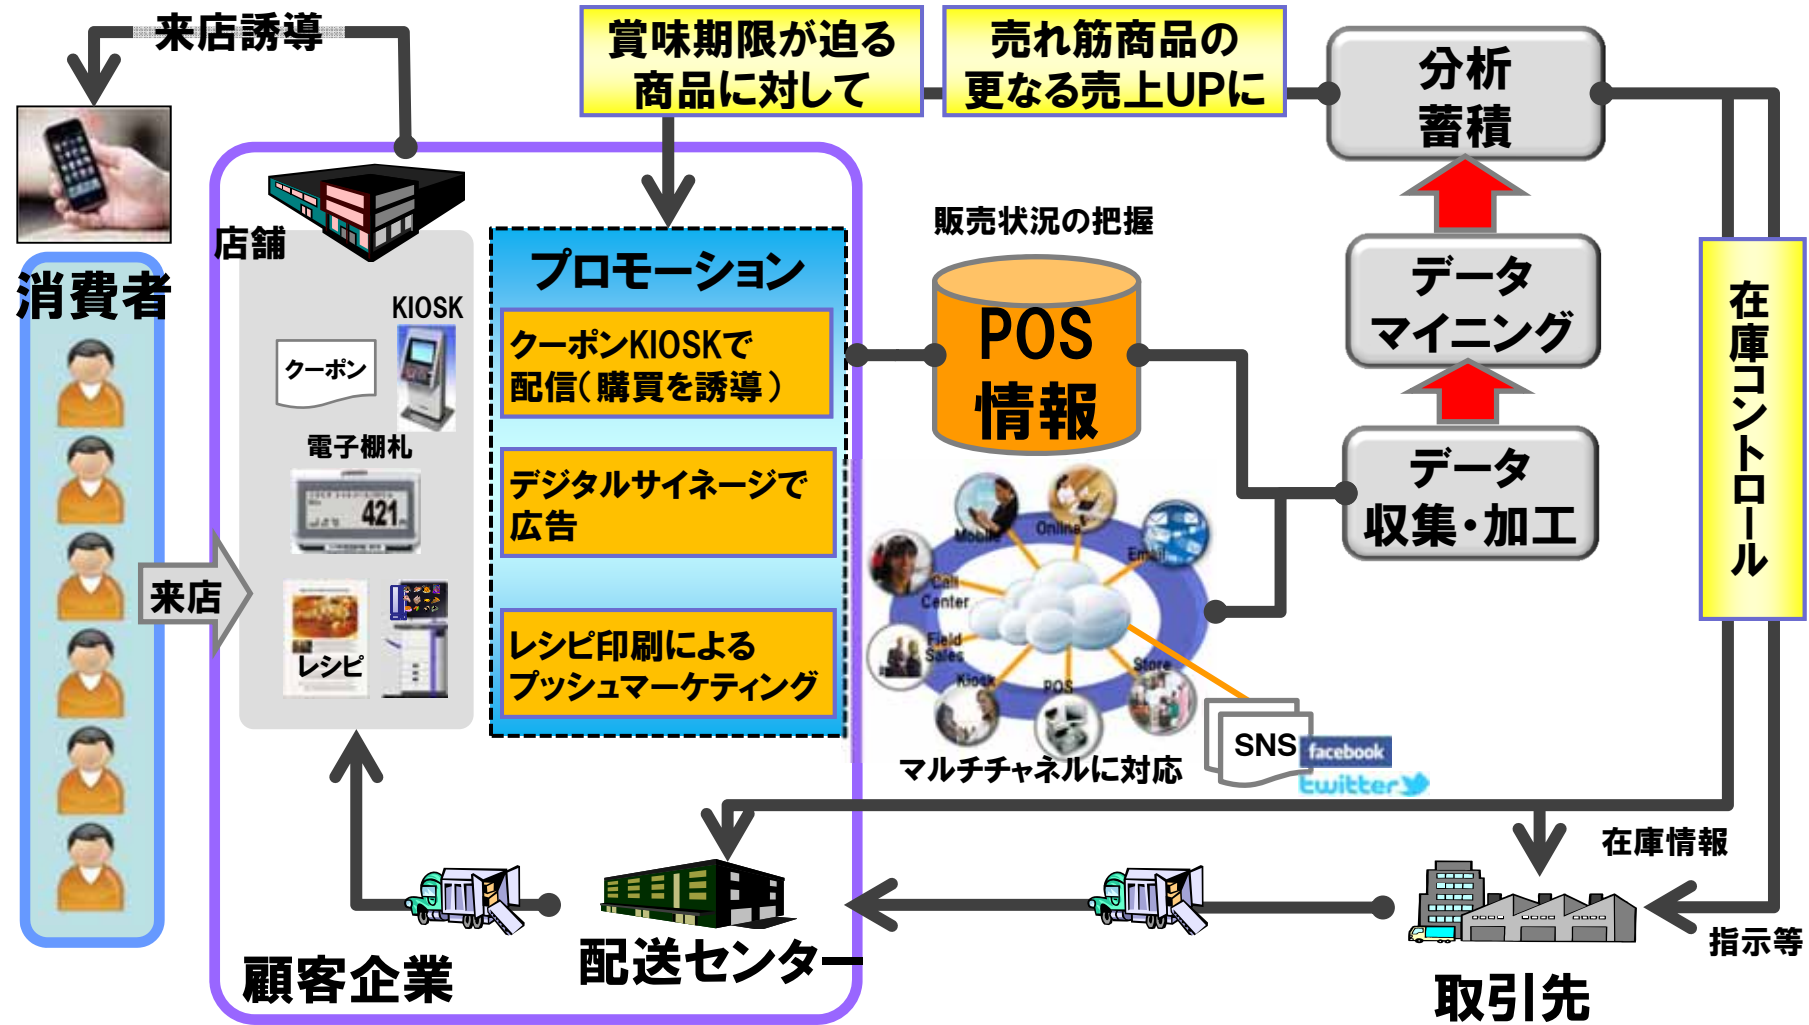 来店誘導
賞味期限が迫る
商品に対して
売れ筋商品の
更なる売上UPに
分析
蓄積
消費者
店舗
KIOSK
クーポン
電子棚札
421
レシピ
来店
プロモーション
クーポンKIOSKで
配信(購買を誘導)
デジタルサイネージで
広告
レシピ印刷による
プッシュマーケティング
販売状況の把握
POS
情報
データ
マイニング
データ
収集・加工
在庫コントロール
Mobile
Online
Email
Call
Center
Field
Sales
Kiosk
POS
Store
マルチチャネルに対応
SNS
facebook
twitter
在庫情報
指示等
顧客企業
配送センター
取引先